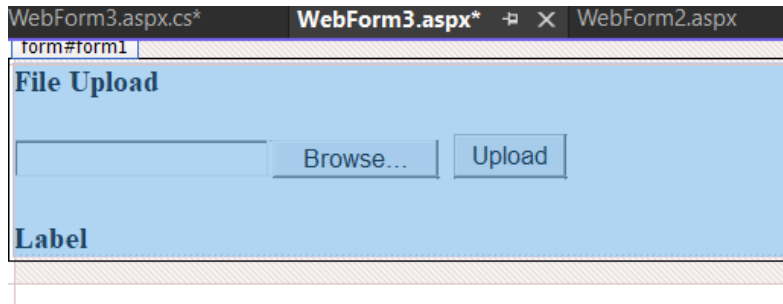 WebForm3.aspx.cs* WebForm3.aspx* WebForm2.aspx
form#form1
File Upload
Browse... Upload
Label